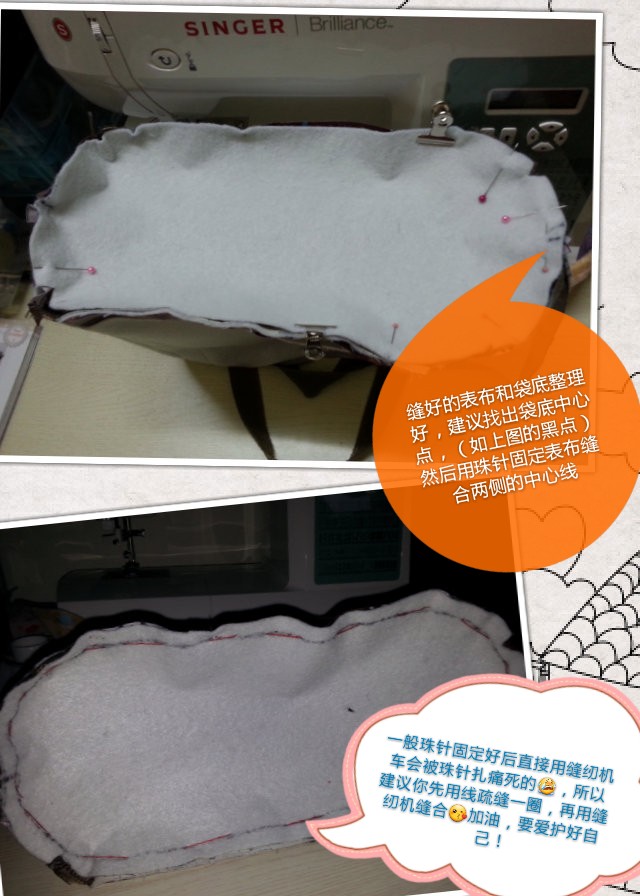 SINGER Brilliance
缝好的表布和袋底整理
好，建议找出袋底中心
点，（如上图的黑点）
然后用珠针固定表布缝
合两侧的中心线
一般珠针固定好后直接用缝纫机
车会被珠针扎痛死的😭，所以
建议你先用线疏缝一圈，再用缝
纫机缝合😘加油，要爱护好自
己！